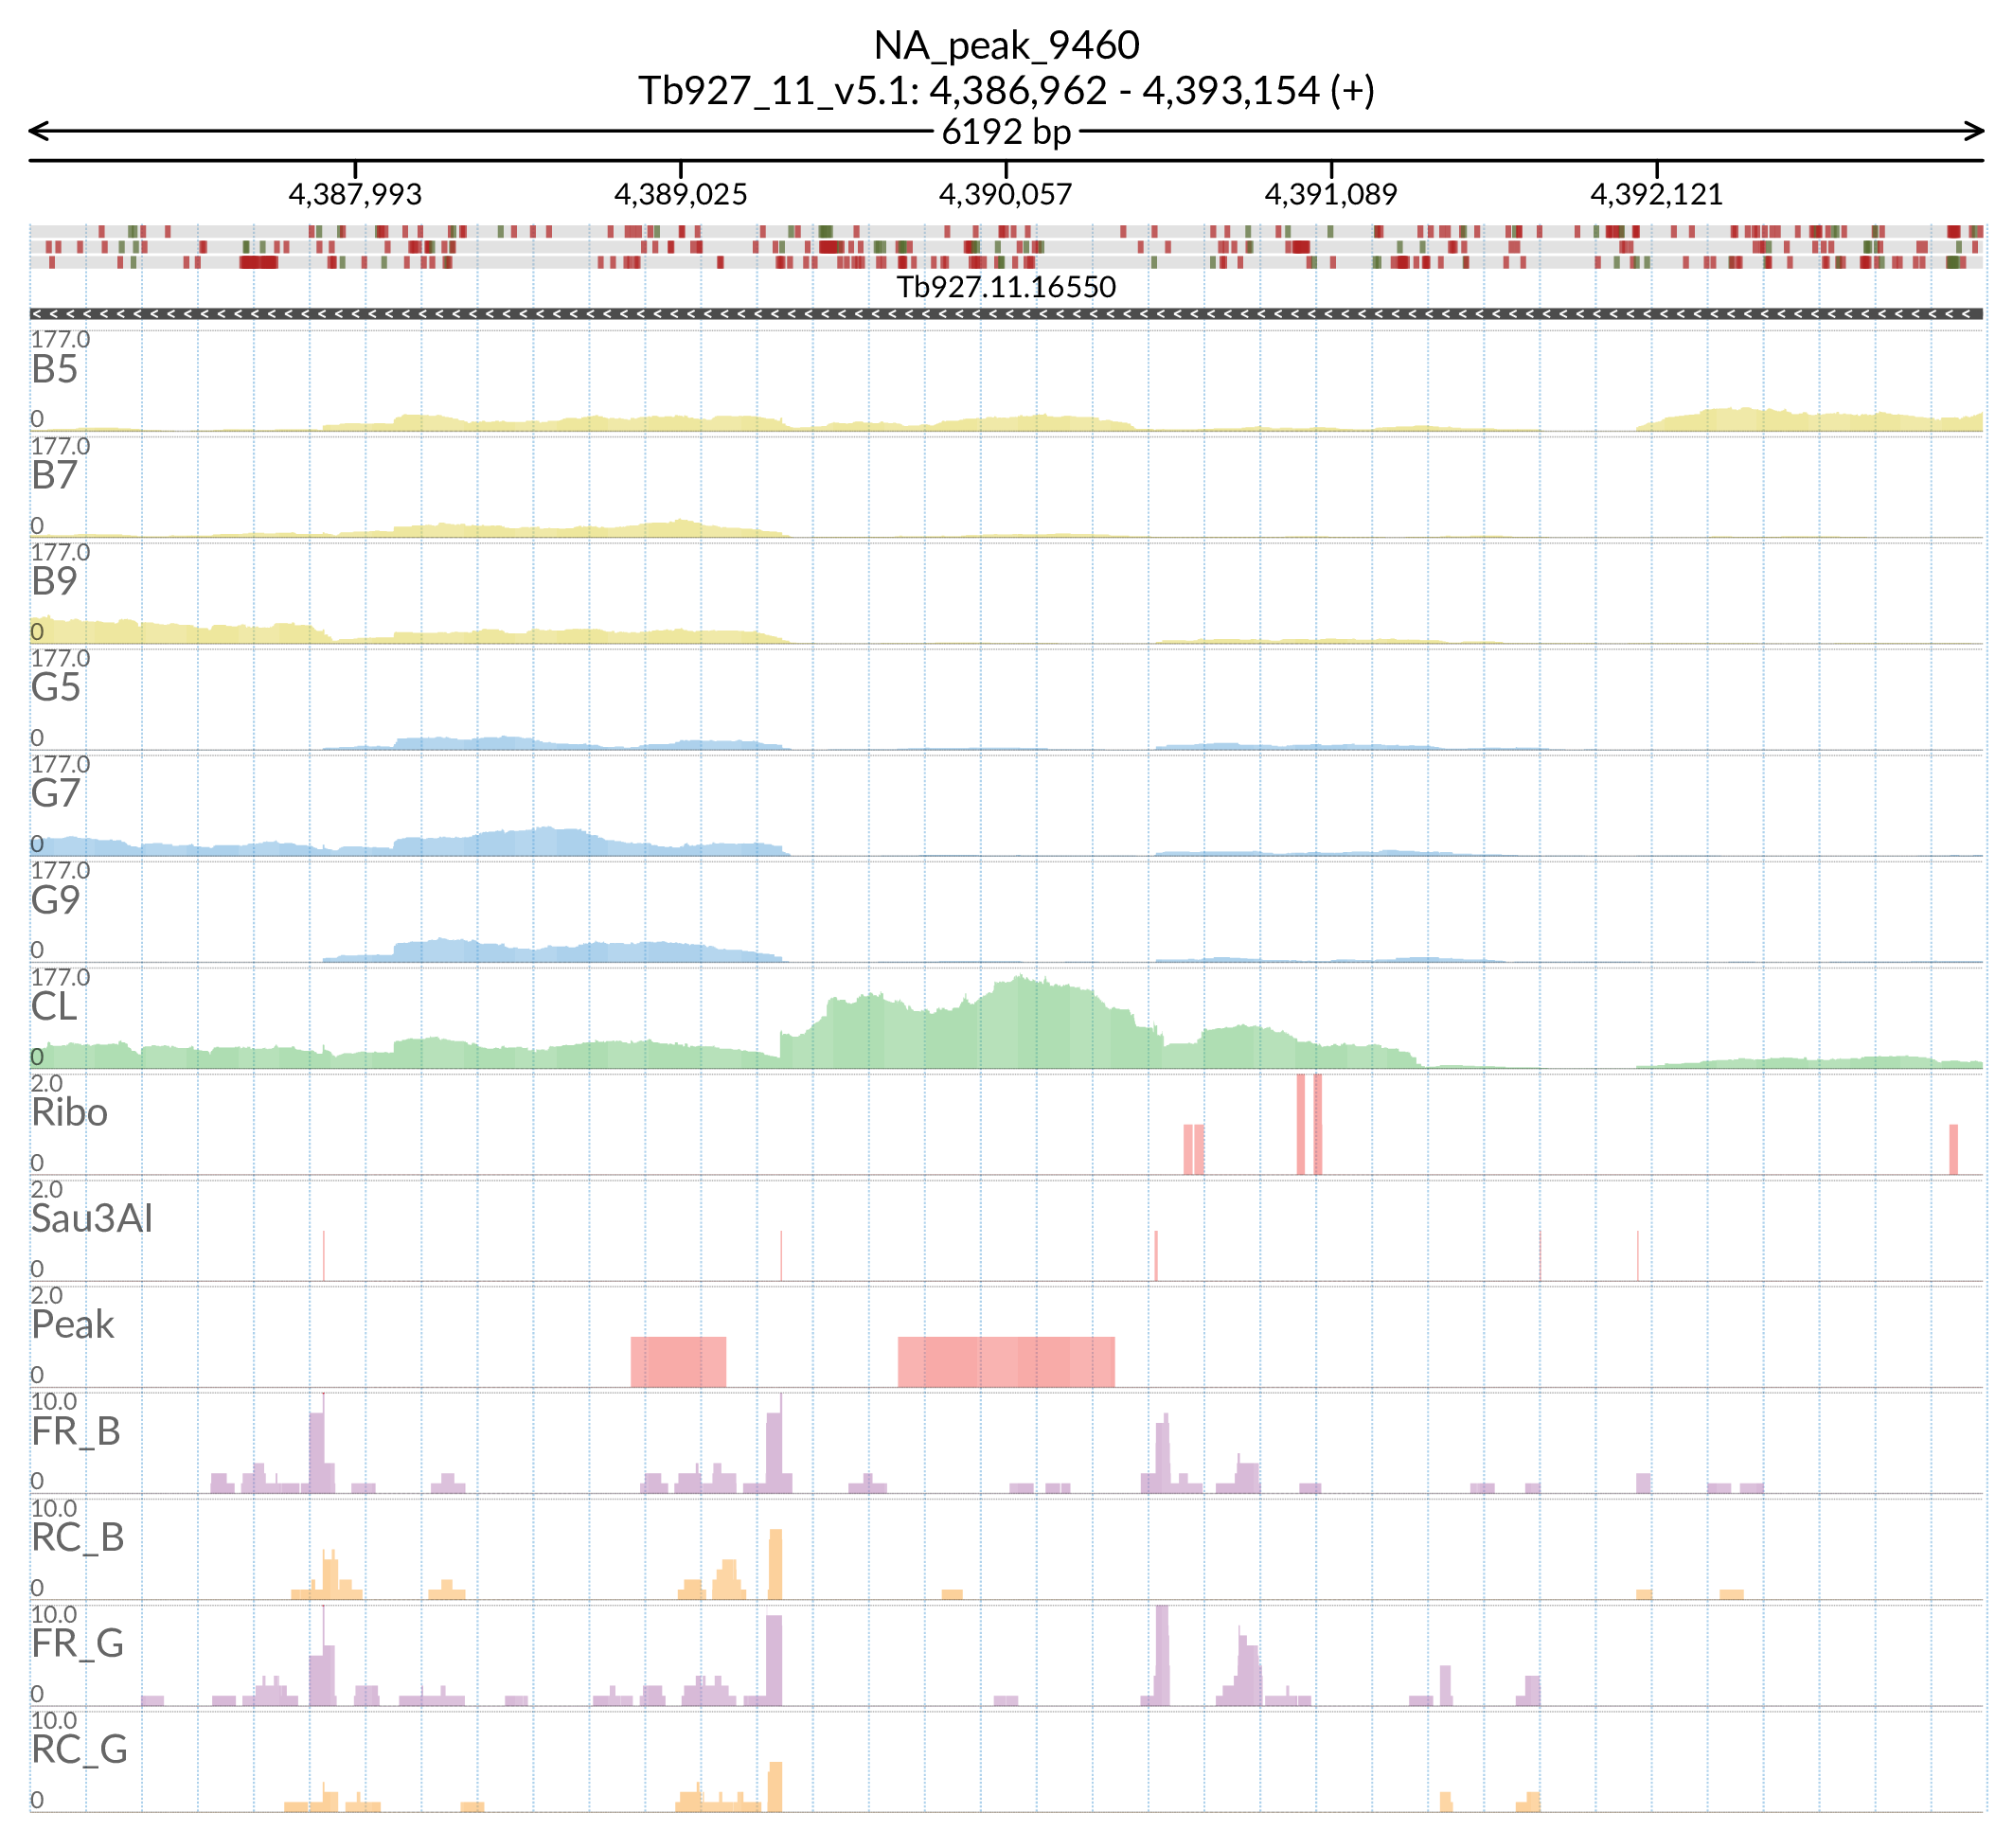 NA_peak_9460
Tb927_11_v5.1: 4,386,962 - 4,393,154 (+)
6192 bp
4,387,993 4,389,025 4,390,057 4,391,089 4,392,121
Tb927.11.16550
177.0
B5
0
177.0
B7
0
177.0
B9
0
177.0
G5
0
177.0
G7
0
177.0
G9
0
177.0
CL
0
2.0
Ribo
0
2.0
Sau3AI
0
2.0
Peak
0
10.0
FR_B
0
10.0
RC_B
0
10.0
FR_G
0
10.0
RC_G
0